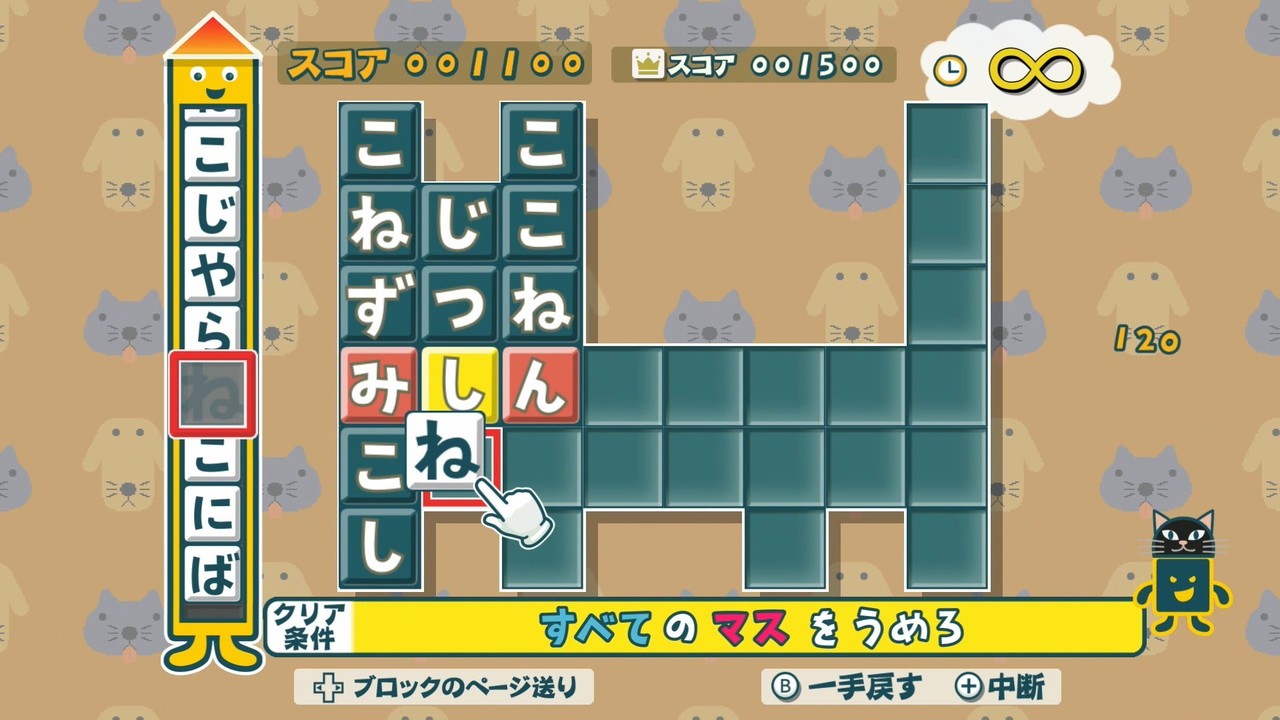 スコア 001100
スコア 001500
∞
こ
じ
や
ら
ね
こ
に
ば
こ こ
ね じ こ
ず つ ね
み し ん
こ ね
し
120
クリア条件
すべてのマスをうめろ
ブロックのページ送り
B 一手戻す + 中断